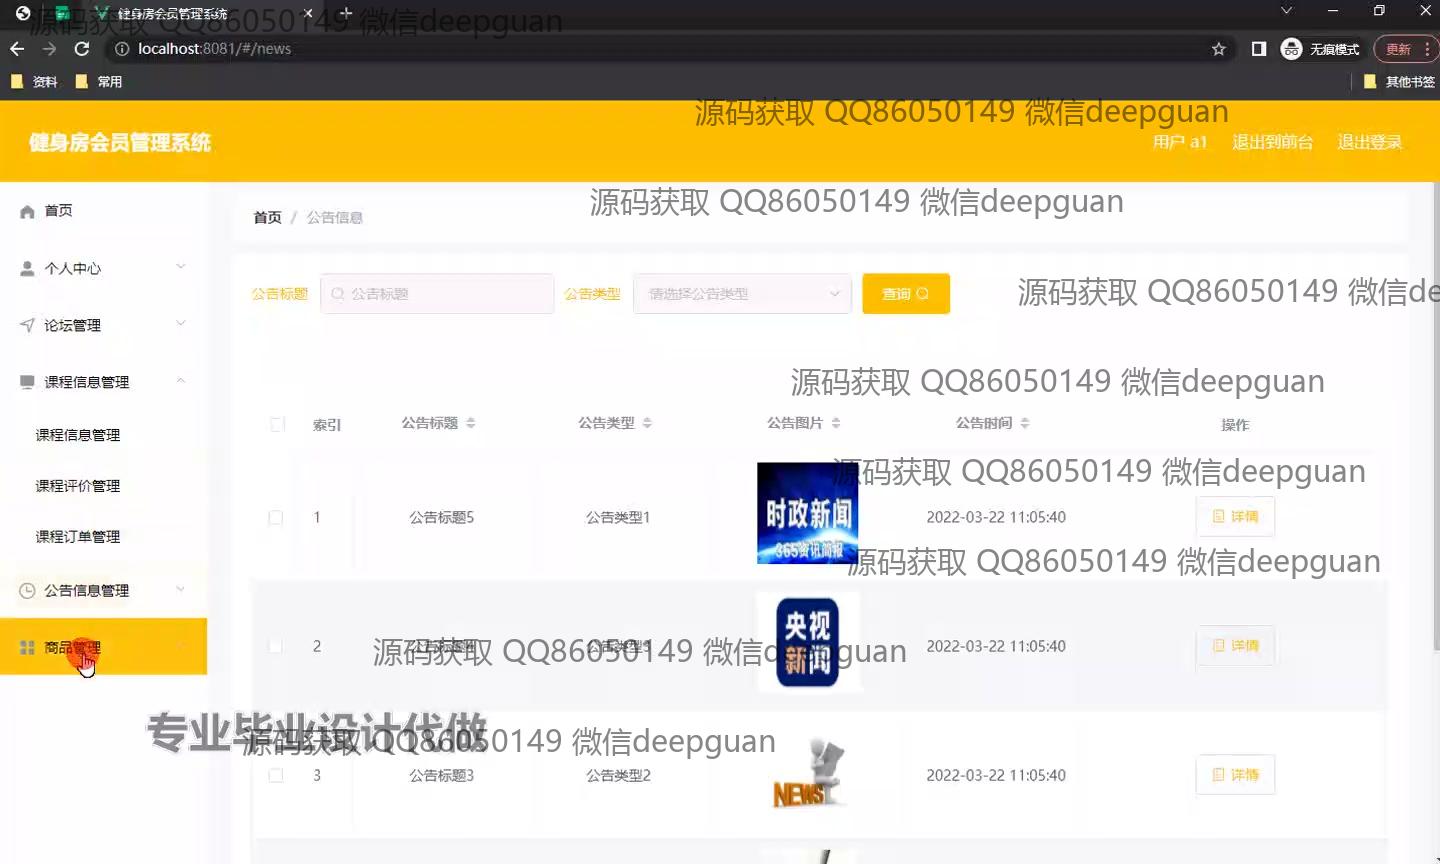 健身房会员管理系统
源码获取 QQ86050149 微信deepguan
localhost:8081/#/news
无痕模式
更新
资料
常用
其他书签
源码获取 QQ86050149 微信deepguan
健身房会员管理系统
用户 a1
退出到前台
退出登录
源码获取 QQ86050149 微信deepguan
首页
首页 / 公告信息
个人中心
公告标题
公告标题
公告类型
请选择公告类型
查询
源码获取 QQ86050149 微信de
论坛管理
课程信息管理
源码获取 QQ86050149 微信deepguan
课程信息管理
索引
公告标题
公告类型
公告图片
公告时间
操作
课程评价管理
源码获取 QQ86050149 微信deepguan
课程订单管理
1
公告标题5
公告类型1
时政新闻
365资讯简报
2022-03-22 11:05:40
详情
源码获取 QQ86050149 微信deepguan
公告信息管理
商品管理
2
央视
新闻
2022-03-22 11:05:40
详情
源码获取 QQ86050149 微信deepguan
专业毕业设计代做
源码获取 QQ86050149 微信deepguan
3
公告标题3
公告类型2
NEWS
2022-03-22 11:05:40
详情